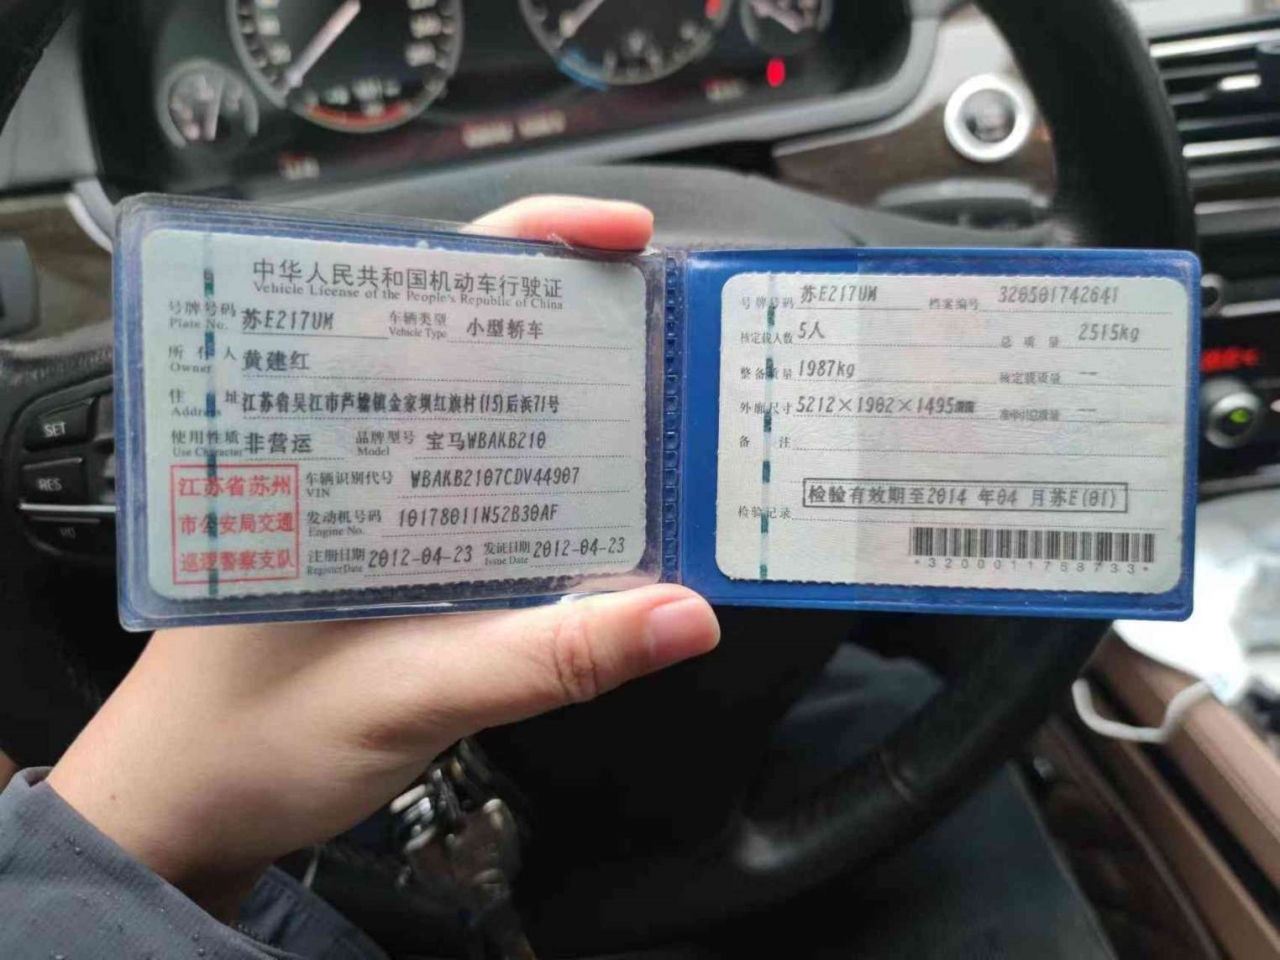 中华人民共和国机动车行驶证
Vehicle License of the People's Republic of China
号牌号码 苏E217UM 车辆类型 小型轿车
Plate No. Vehicle Type
所有人 黄建红
Owner
住址 江苏省吴江市芦墟镇金家坝红旗村(15)后浜71号
Address
使用性质 非营运 品牌型号 宝马WBAKB210
Use Character Model
江苏省苏州
市公安局交通
巡逻警察支队
车辆识别代号 WBAKB2107CDV44907
VIN
发动机号码 10178011N52B30AF
Engine No.
注册日期 2012-04-23 发证日期 2012-04-23
Register Date Issue Date
号牌号码 苏E217UM 档案编号 320501742641
核定载人数 5人 总质量 2515kg
整备质量 1987kg 核定载质量 —
外廓尺寸 5212×1902×1495 准牵引总质量 —
备注
检验有效期至2014 年04 月苏E(01)
检验记录
*3200011758733*
SET
RES